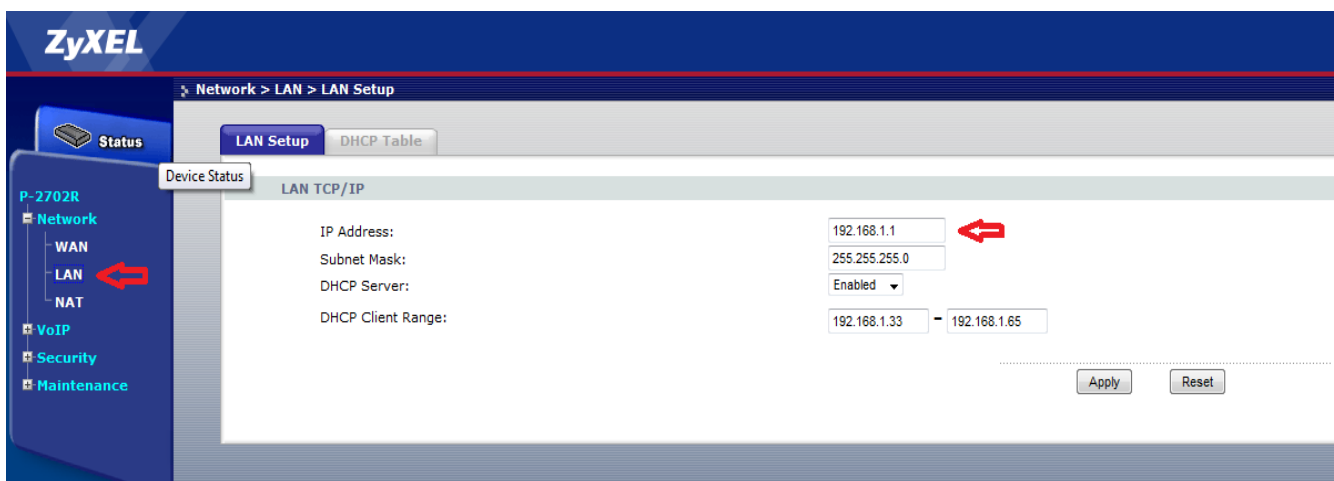 ZyXEL
Network > LAN > LAN Setup
Status
LAN Setup DHCP Table
Device Status
LAN TCP/IP
P-2702R
Network
WAN
LAN
NAT
VoIP
Security
Maintenance
IP Address: 192.168.1.1
Subnet Mask: 255.255.255.0
DHCP Server: Enabled
DHCP Client Range: 192.168.1.33 – 192.168.1.65
Apply Reset